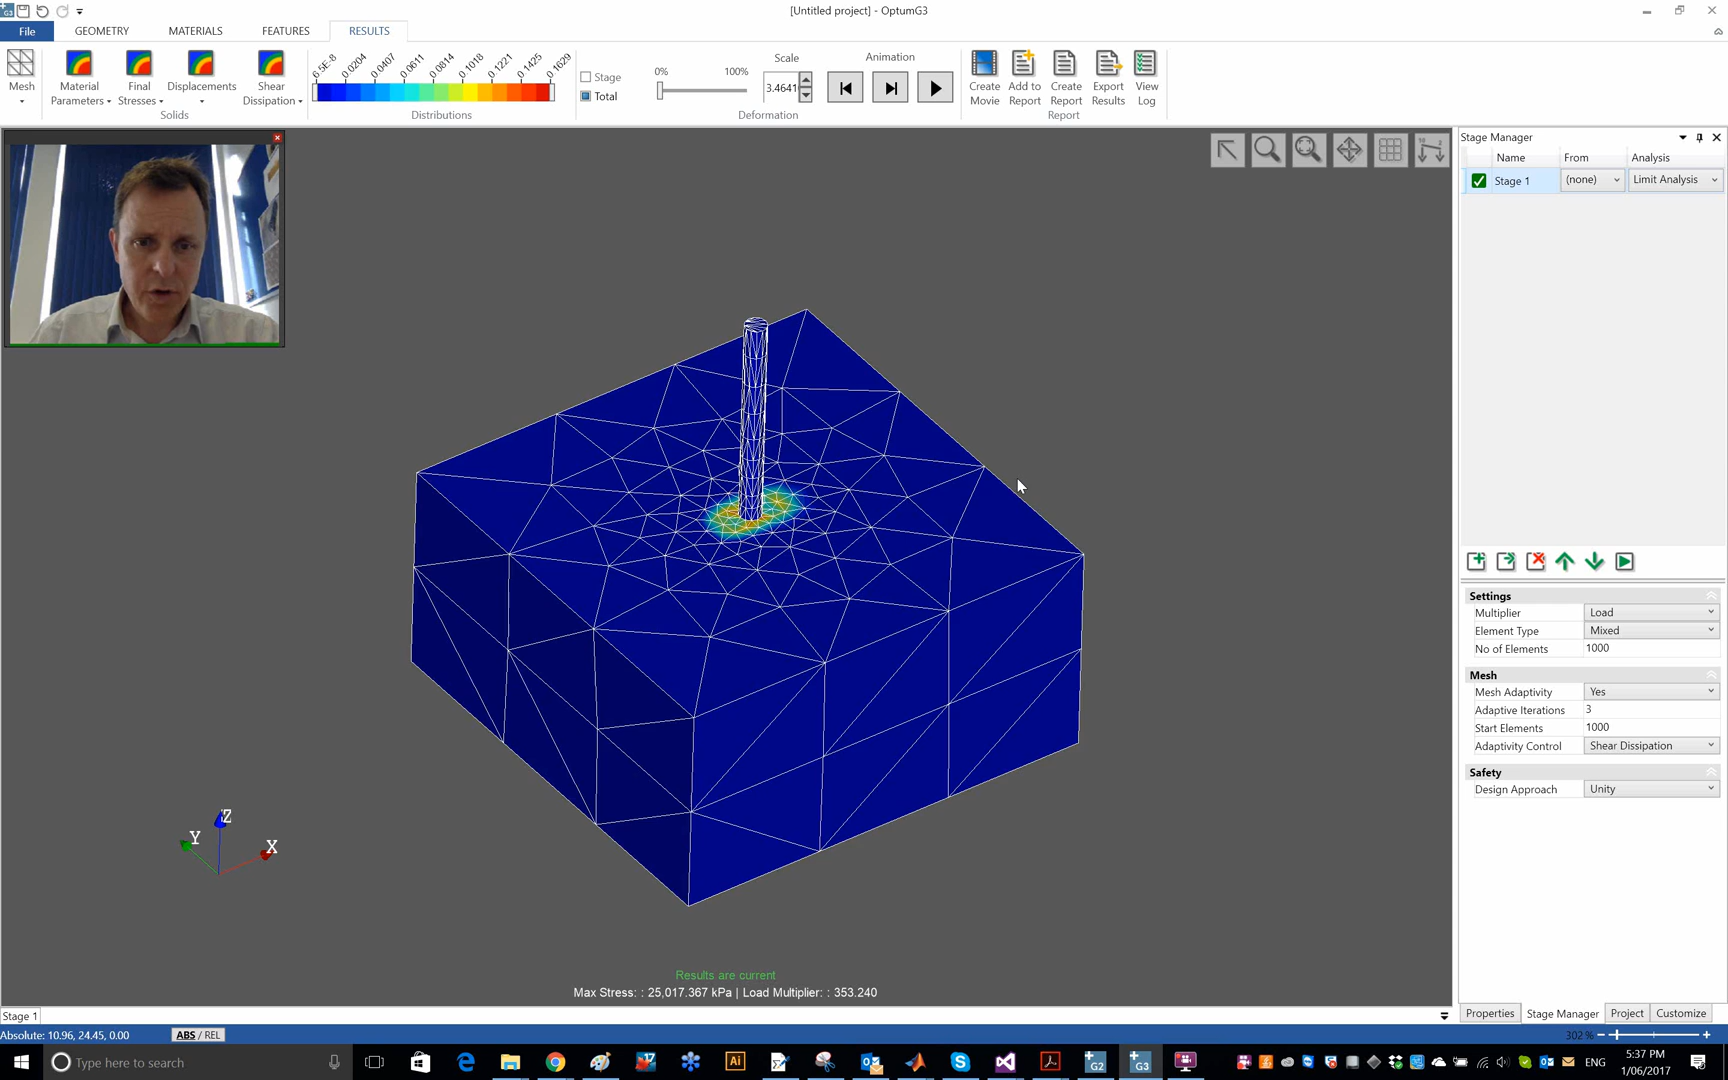 [Untitled project] - OptumG3
File
GEOMETRY
MATERIALS
FEATURES
RESULTS
Mesh
Material Parameters
Final Stresses
Displacements
Shear Dissipation
Solids
6.5E-8
0.0204
0.0407
0.0611
0.0814
0.1018
0.1221
0.1425
0.1629
Distributions
Stage
Total
0%
100%
Scale
3.4641
Animation
Deformation
Create Movie
Add to Report
Create Report
Export Results
View Log
Report
Stage Manager
Name From Analysis
Stage 1 (none) Limit Analysis
Settings
Multiplier Load
Element Type Mixed
No of Elements 1000
Mesh
Mesh Adaptivity Yes
Adaptive Iterations 3
Start Elements 1000
Adaptivity Control Shear Dissipation
Safety
Design Approach Unity
Z
Y
X
Results are current
Max Stress: : 25,017.367 kPa | Load Multiplier: : 353.240
Stage 1
Properties
Stage Manager
Project
Customize
Absolute: 10.96, 24.45, 0.00
ABS / REL
302 %
Type here to search
17
Ai
G2
G3
ENG
5:37 PM
1/06/2017